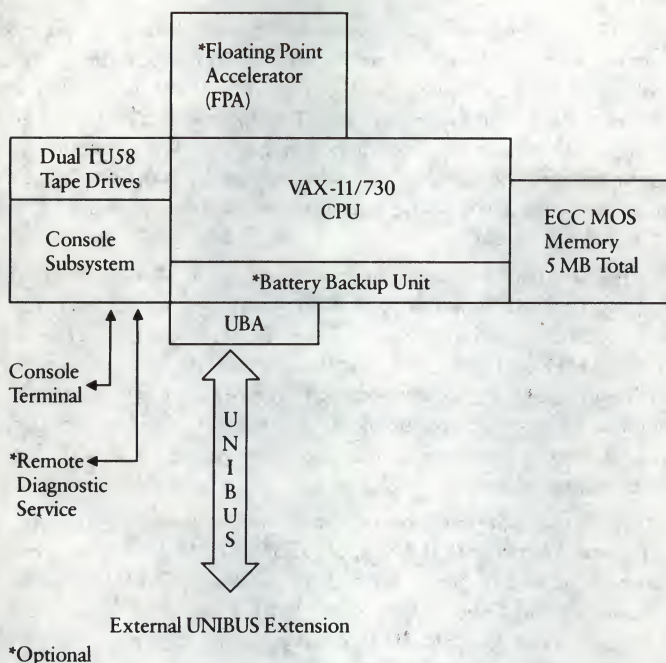 *Floating Point
Accelerator
(FPA)
Dual TU58
Tape Drives
VAX-11/730
CPU
Console
Subsystem
ECC MOS
Memory
5 MB Total
*Battery Backup Unit
UBA
Console
Terminal
*Remote
Diagnostic
Service
U
N
I
B
U
S
External UNIBUS Extension
*Optional